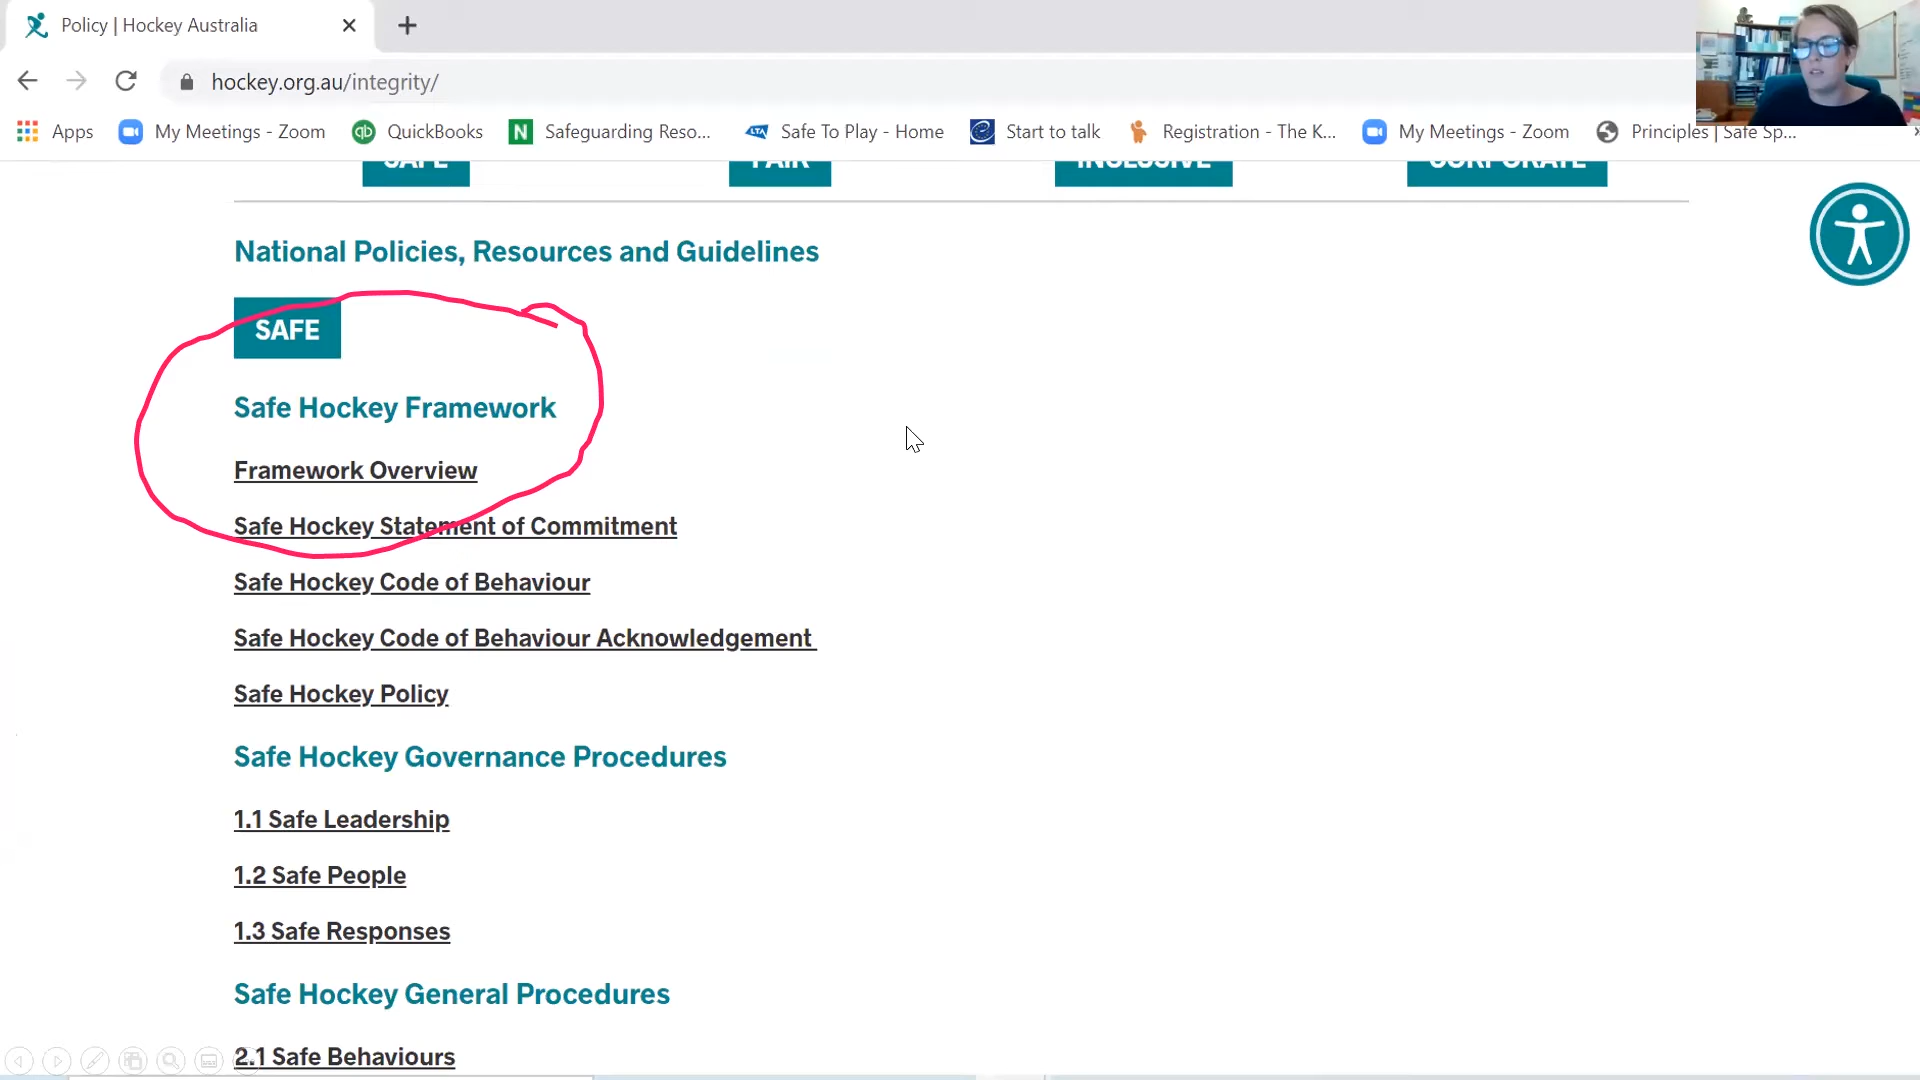 Policy | Hockey Australia
hockey.org.au/integrity/
Apps My Meetings - Zoom QuickBooks Safeguarding Reso... Safe To Play - Home Start to talk Registration - The K... My Meetings - Zoom Principles | Safe Sp...
SAFE FAIR INCLUSIVE CORPORATE
National Policies, Resources and Guidelines
SAFE
Safe Hockey Framework
Framework Overview
Safe Hockey Statement of Commitment
Safe Hockey Code of Behaviour
Safe Hockey Code of Behaviour Acknowledgement
Safe Hockey Policy
Safe Hockey Governance Procedures
1.1 Safe Leadership
1.2 Safe People
1.3 Safe Responses
Safe Hockey General Procedures
2.1 Safe Behaviours